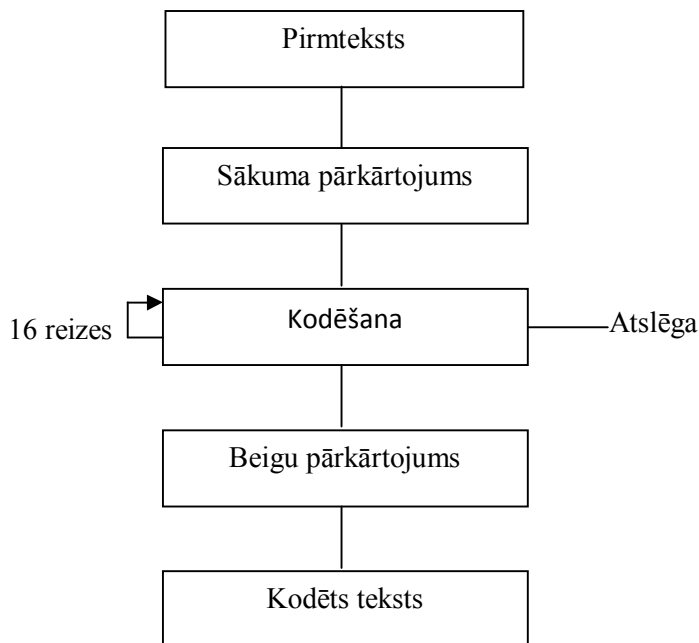 Pirmteksts
Sākuma pārkārtojums
Kodēšana
16 reizes
Atslēga
Beigu pārkārtojums
Kodēts teksts